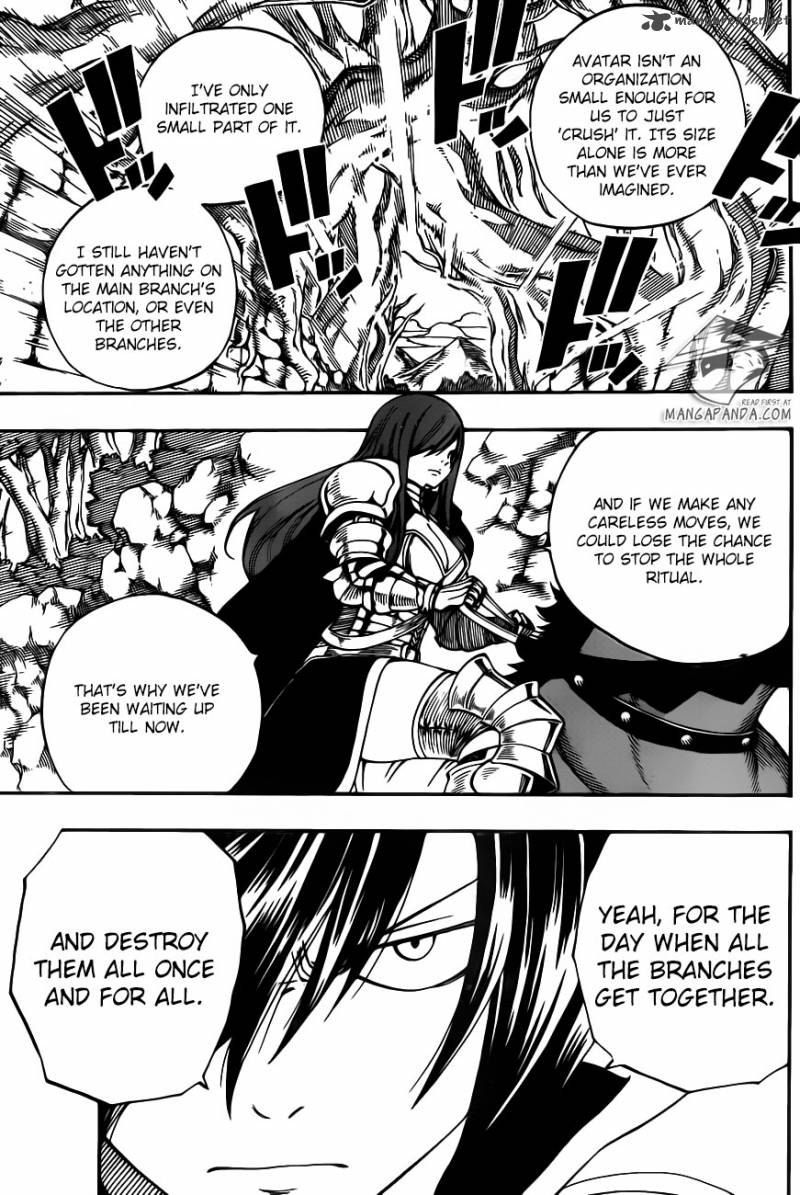 AVATAR ISN'T AN
ORGANIZATION
SMALL ENOUGH FOR
US TO JUST
'CRUSH' IT. ITS SIZE
ALONE IS MORE
THAN WE'VE EVER
IMAGINED.
I'VE ONLY
INFILTRATED ONE
SMALL PART OF IT.
I STILL HAVEN'T
GOTTEN ANYTHING ON
THE MAIN BRANCH'S
LOCATION, OR EVEN
THE OTHER
BRANCHES.
ドドドドド
READ FIRST AT
MANGAPANDA.COM
AND IF WE MAKE ANY
CARELESS MOVES, WE
COULD LOSE THE CHANCE
TO STOP THE WHOLE
RITUAL.
THAT'S WHY WE'VE
BEEN WAITING UP
TILL NOW.
YEAH, FOR THE
DAY WHEN ALL
THE BRANCHES
GET TOGETHER.
AND DESTROY
THEM ALL ONCE
AND FOR ALL.